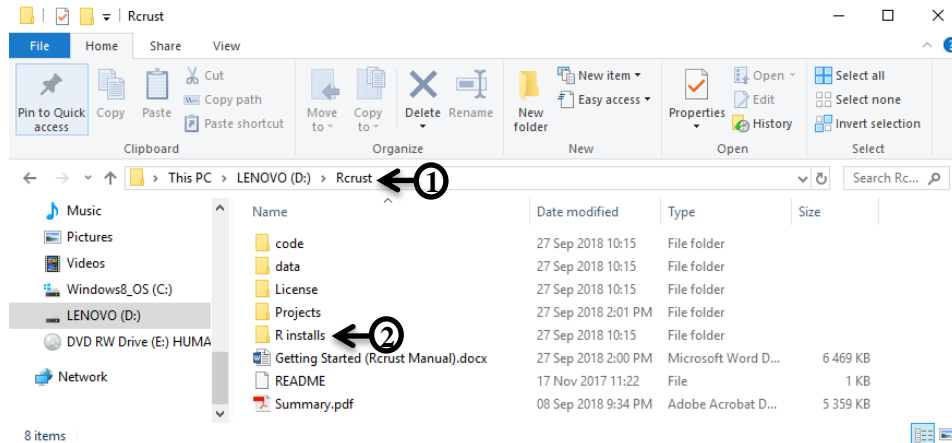 Rcrust
File Home Share View
Pin to Quick access
Copy
Paste
Cut
Copy path
Paste shortcut
Clipboard
Move to
Copy to
Delete
Rename
Organize
New folder
New item
Easy access
New
Properties
Open
Edit
History
Open
Select all
Select none
Invert selection
Select
This PC > LENOVO (D:) > Rcrust 1
Search Rc...
Music
Pictures
Videos
Windows8_OS (C:)
LENOVO (D:)
DVD RW Drive (E:) HUMA
Network
Name Date modified Type Size
code 27 Sep 2018 10:15 File folder
data 27 Sep 2018 10:15 File folder
License 27 Sep 2018 10:15 File folder
Projects 27 Sep 2018 2:01 PM File folder
R installs 2 27 Sep 2018 10:15 File folder
Getting Started (Rcrust Manual).docx 27 Sep 2018 2:00 PM Microsoft Word D... 6 469 KB
README 17 Nov 2017 11:22 File 1 KB
Summary.pdf 08 Sep 2018 9:34 PM Adobe Acrobat D... 5 359 KB
8 items